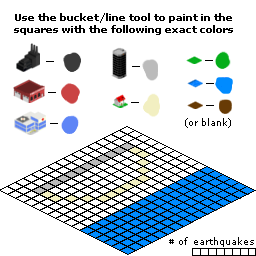 Use the bucket/line tool to paint in the
squares with the following exact colors
(or blank)
# of earthquakes